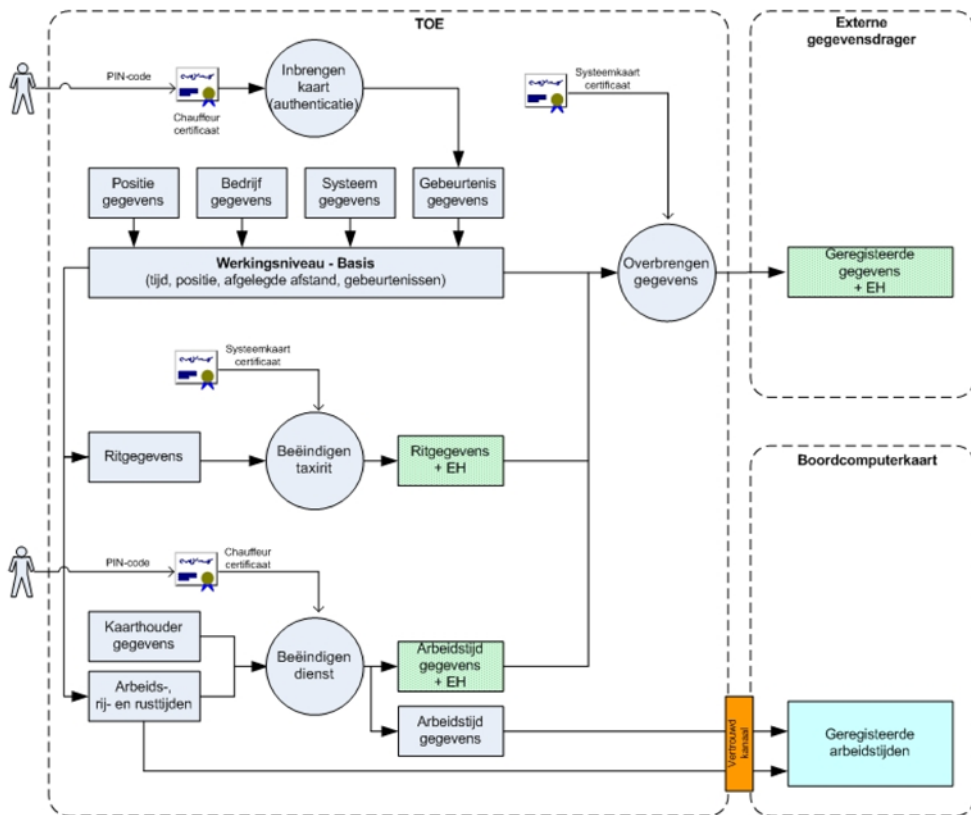 TOE
Externe
gegevensdrager
PIN-code
Chauffeur
certificaat
Inbrengen
kaart
(authenticatie)
Systeemkaart
certificaat
Positie
gegevens
Bedrijf
gegevens
Systeem
gegevens
Gebeurtenis
gegevens
Werkingsniveau - Basis
(tijd, positie, afgelegde afstand, gebeurtenissen)
Overbrengen
gegevens
Geregisteerde
gegevens
+ EH
Systeemkaart
certificaat
Ritgegevens
Beëindigen
taxirit
Ritgegevens
+ EH
Boordcomputerkaart
PIN-code
Chauffeur
certificaat
Kaarthouder
gegevens
Arbeids-,
rij- en rusttijden
Beëindigen
dienst
Arbeidstijd
gegevens
+ EH
Arbeidstijd
gegevens
Vertrouwd
kanaal
Geregisteerde
arbeidstijden